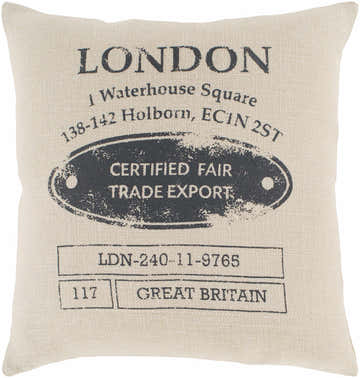 LONDON
1 Waterhouse Square
138-142 Holborn, EC1N 2ST
CERTIFIED FAIR
TRADE EXPORT
LDN-240-11-9765
117 GREAT BRITAIN